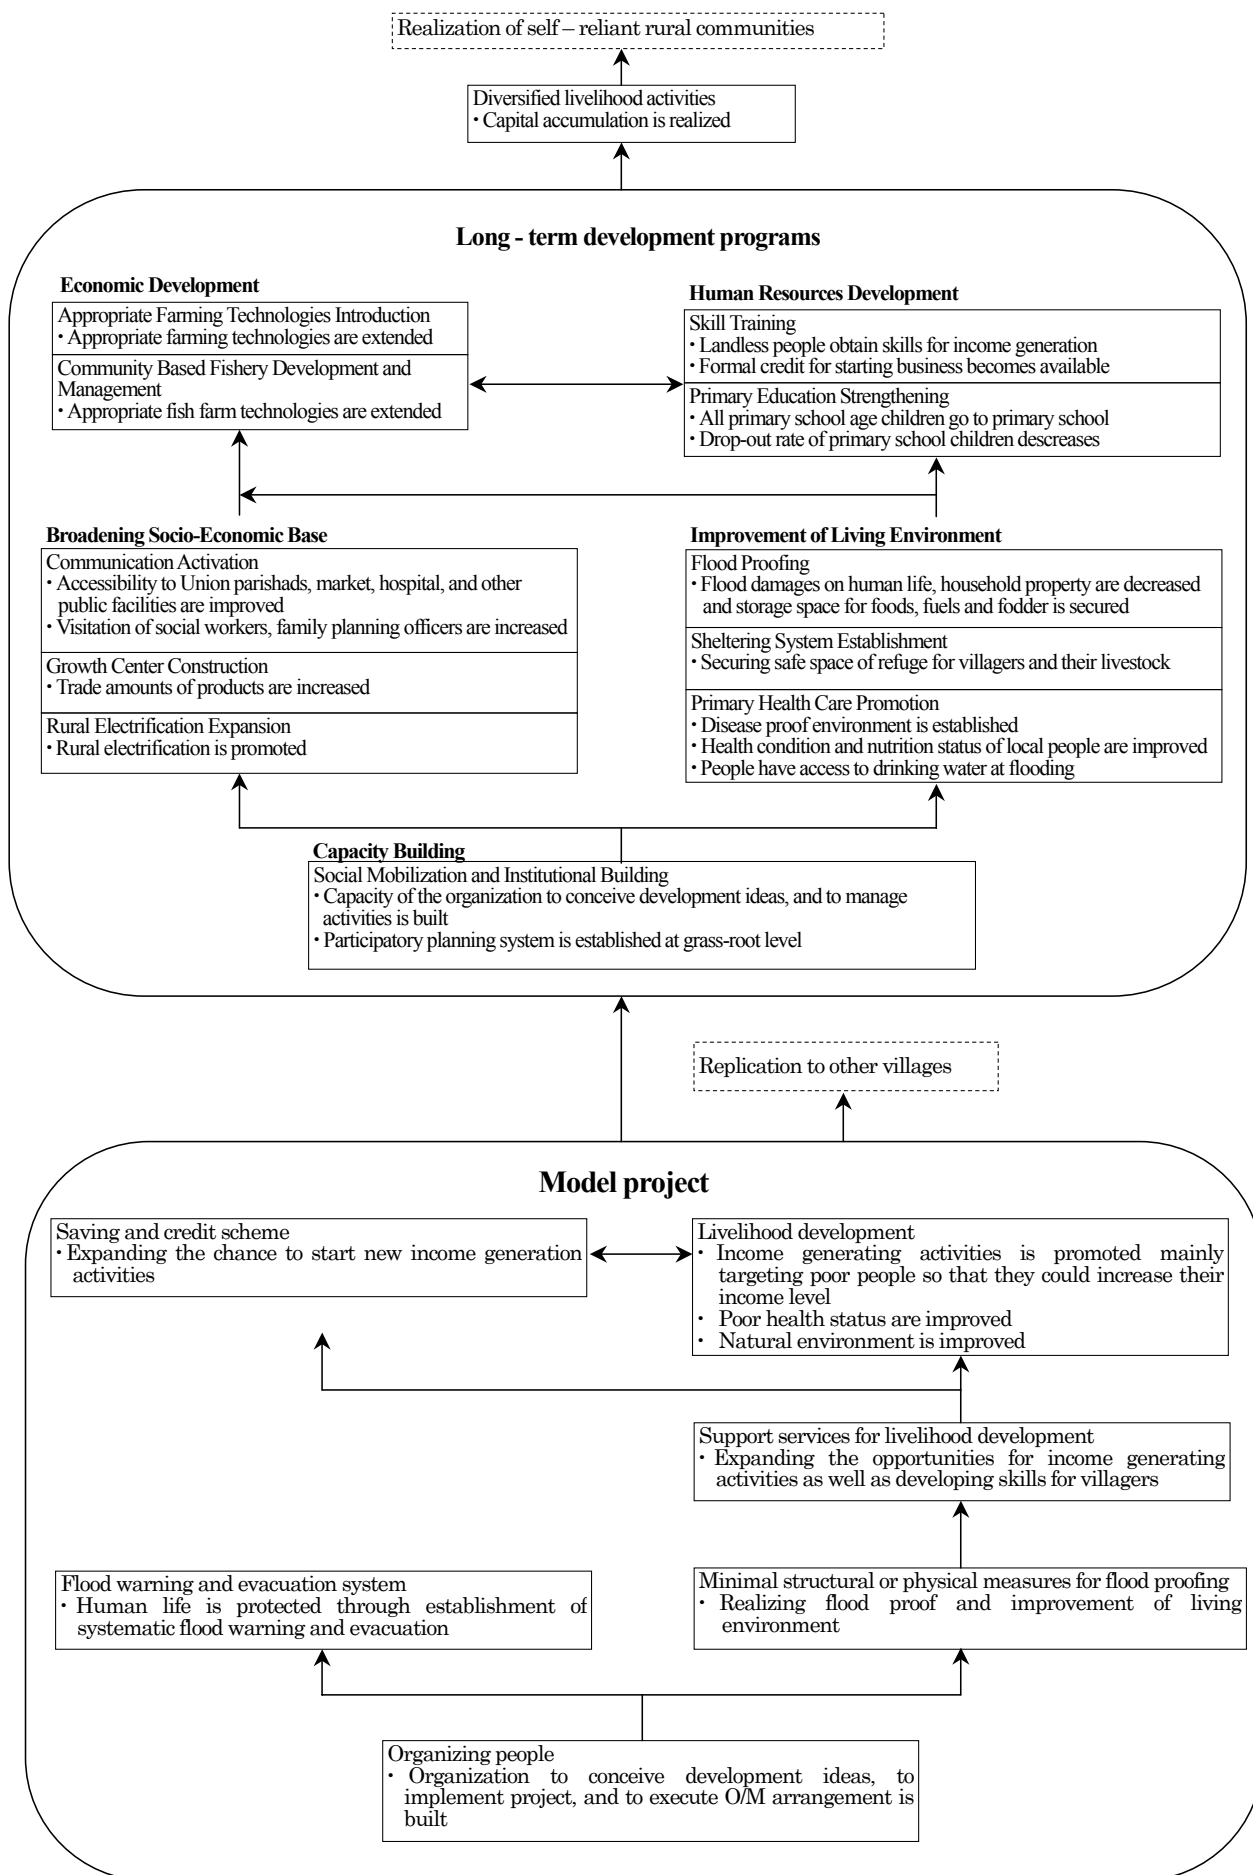 Realization of self – reliant rural communities
Diversified livelihood activities
・Capital accumulation is realized
Long - term development programs
Economic Development
Appropriate Farming Technologies Introduction
・Appropriate farming technologies are extended
Community Based Fishery Development and
Management
・Appropriate fish farm technologies are extended
Human Resources Development
Skill Training
・Landless people obtain skills for income generation
・Formal credit for starting business becomes available
Primary Education Strengthening
・All primary school age children go to primary school
・Drop-out rate of primary school children descreases
Broadening Socio-Economic Base
Communication Activation
・Accessibility to Union parishads, market, hospital, and other
public facilities are improved
・Visitation of social workers, family planning officers are increased
Growth Center Construction
・Trade amounts of products are increased
Rural Electrification Expansion
・Rural electrification is promoted
Improvement of Living Environment
Flood Proofing
・Flood damages on human life, household property are decreased
and storage space for foods, fuels and fodder is secured
Sheltering System Establishment
・Securing safe space of refuge for villagers and their livestock
Primary Health Care Promotion
・Disease proof environment is established
・Health condition and nutrition status of local people are improved
・People have access to drinking water at flooding
Capacity Building
Social Mobilization and Institutional Building
・Capacity of the organization to conceive development ideas, and to manage
activities is built
・Participatory planning system is established at grass-root level
Replication to other villages
Model project
Saving and credit scheme
・Expanding the chance to start new income generation
activities
Livelihood development
・ Income generating activities is promoted mainly
targeting poor people so that they could increase their
income level
・ Poor health status are improved
・ Natural environment is improved
Support services for livelihood development
・Expanding the opportunities for income generating
activities as well as developing skills for villagers
Flood warning and evacuation system
・Human life is protected through establishment of
systematic flood warning and evacuation
Minimal structural or physical measures for flood proofing
・Realizing flood proof and improvement of living
environment
Organizing people
・ Organization to conceive development ideas, to
implement project, and to execute O/M arrangement is
built